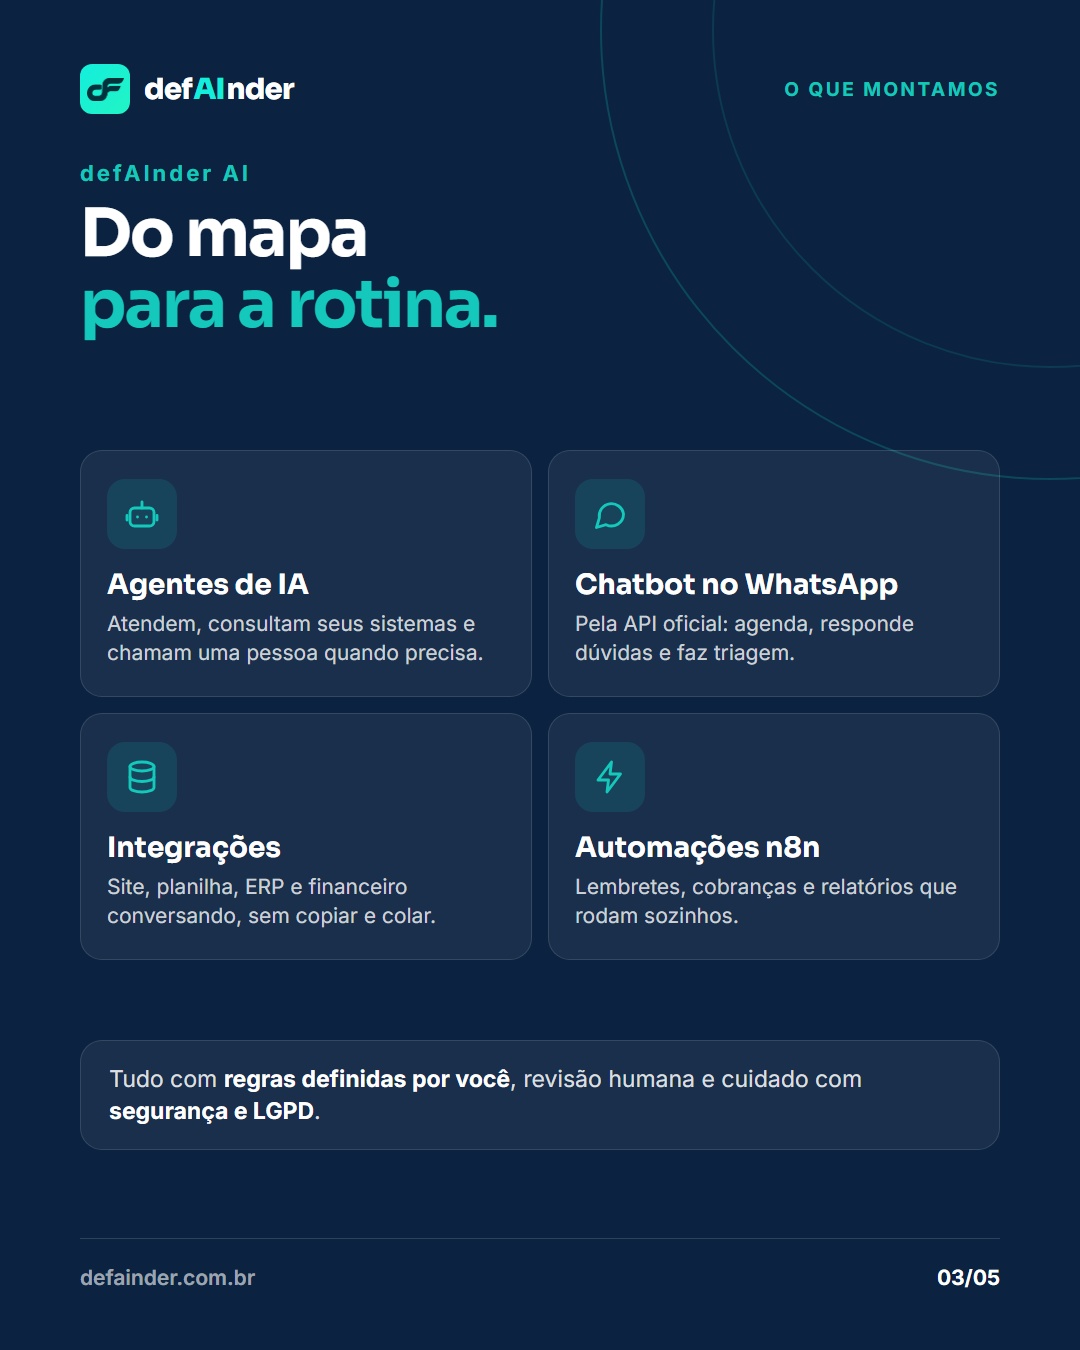 defAInder
O QUE MONTAMOS
defAInder AI
Do mapa
para a rotina.
Agentes de IA
Atendem, consultam seus sistemas e
chamam uma pessoa quando precisa.
Chatbot no WhatsApp
Pela API oficial: agenda, responde
dúvidas e faz triagem.
Integrações
Site, planilha, ERP e financeiro
conversando, sem copiar e colar.
Automações n8n
Lembretes, cobranças e relatórios que
rodam sozinhos.
Tudo com regras definidas por você, revisão humana e cuidado com
segurança e LGPD.
defainder.com.br
03/05